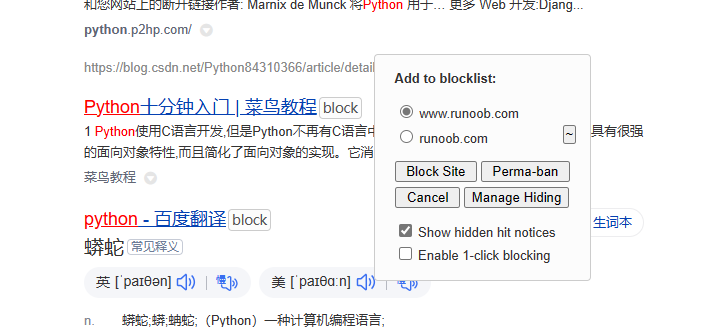 和您网站上的断开链接作者: Marnix de Munck 将Python 用于… 更多 Web 开发:Djang...
python.p2hp.com/
https://blog.csdn.net/Python84310366/article/detail
Add to blocklist:
www.runoob.com
runoob.com
~
Block Site
Perma-ban
Cancel
Manage Hiding
Show hidden hit notices
Enable 1-click blocking
Python十分钟入门 | 菜鸟教程 block
1 Python使用C语言开发,但是Python不再有C语言中 具有很强
的面向对象特性,而且简化了面向对象的实现。它消
菜鸟教程
python - 百度翻译 block
生词本
蟒蛇 常见释义
英 [ˈpaɪθən] 慢
美 [ˈpaɪθɑːn] 慢
n. 蟒蛇;蟒;蚺蛇;（Python）一种计算机编程语言;